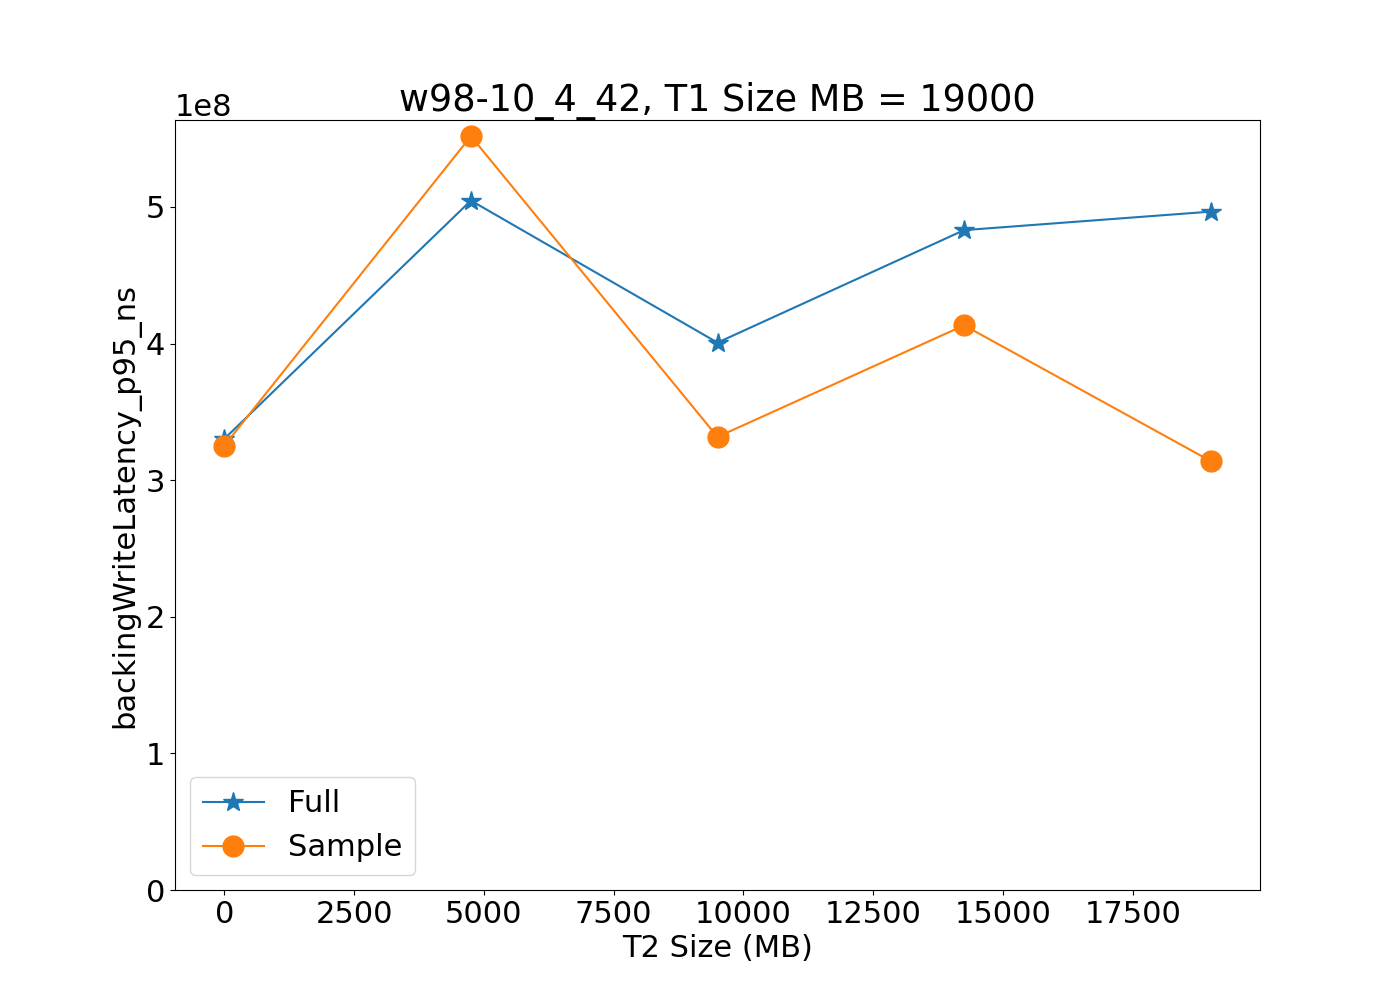 w98-10_4_42, T1 Size MB = 19000
1e8
backingWriteLatency_p95_ns
5
4
3
2
1
0
Full
Sample
0 2500 5000 7500 10000 12500 15000 17500
T2 Size (MB)